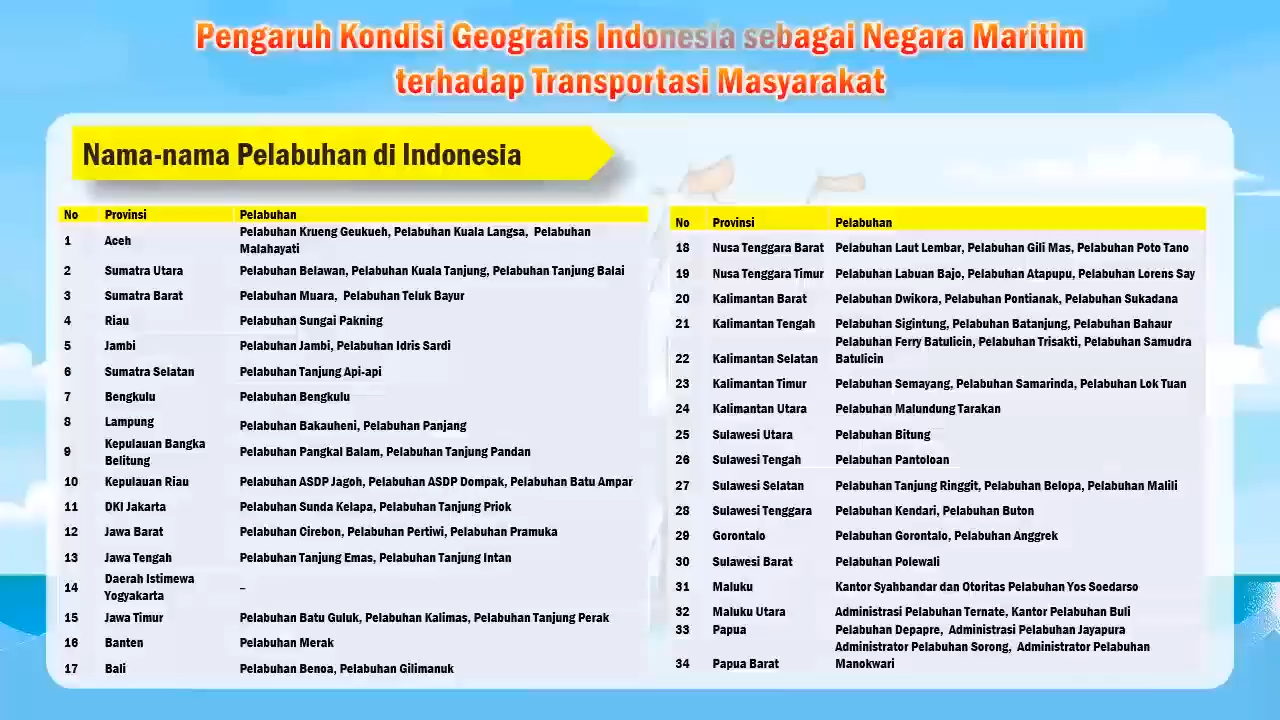 Pengaruh Kondisi Geografis Indonesia sebagai Negara Maritim
terhadap Transportasi Masyarakat
Nama-nama Pelabuhan di Indonesia
No Provinsi Pelabuhan
1 Aceh Pelabuhan Krueng Geukueh, Pelabuhan Kuala Langsa, Pelabuhan
Malahayati
2 Sumatra Utara Pelabuhan Belawan, Pelabuhan Kuala Tanjung, Pelabuhan Tanjung Balai
3 Sumatra Barat Pelabuhan Muara, Pelabuhan Teluk Bayur
4 Riau Pelabuhan Sungai Pakning
5 Jambi Pelabuhan Jambi, Pelabuhan Idris Sardi
6 Sumatra Selatan Pelabuhan Tanjung Api-api
7 Bengkulu Pelabuhan Bengkulu
8 Lampung Pelabuhan Bakauheni, Pelabuhan Panjang
9 Kepulauan Bangka
Belitung Pelabuhan Pangkal Balam, Pelabuhan Tanjung Pandan
10 Kepulauan Riau Pelabuhan ASDP Jagoh, Pelabuhan ASDP Dompak, Pelabuhan Batu Ampar
11 DKI Jakarta Pelabuhan Sunda Kelapa, Pelabuhan Tanjung Priok
12 Jawa Barat Pelabuhan Cirebon, Pelabuhan Pertiwi, Pelabuhan Pramuka
13 Jawa Tengah Pelabuhan Tanjung Emas, Pelabuhan Tanjung Intan
14 Daerah Istimewa
Yogyakarta –
15 Jawa Timur Pelabuhan Batu Guluk, Pelabuhan Kalimas, Pelabuhan Tanjung Perak
16 Banten Pelabuhan Merak
17 Bali Pelabuhan Benoa, Pelabuhan Gilimanuk
No Provinsi Pelabuhan
18 Nusa Tenggara Barat Pelabuhan Laut Lembar, Pelabuhan Gili Mas, Pelabuhan Poto Tano
19 Nusa Tenggara Timur Pelabuhan Labuan Bajo, Pelabuhan Atapupu, Pelabuhan Lorens Say
20 Kalimantan Barat Pelabuhan Dwikora, Pelabuhan Pontianak, Pelabuhan Sukadana
21 Kalimantan Tengah Pelabuhan Sigintung, Pelabuhan Batanjung, Pelabuhan Bahaur
22 Kalimantan Selatan Pelabuhan Ferry Batulicin, Pelabuhan Trisakti, Pelabuhan Samudra
Batulicin
23 Kalimantan Timur Pelabuhan Semayang, Pelabuhan Samarinda, Pelabuhan Lok Tuan
24 Kalimantan Utara Pelabuhan Malundung Tarakan
25 Sulawesi Utara Pelabuhan Bitung
26 Sulawesi Tengah Pelabuhan Pantoloan
27 Sulawesi Selatan Pelabuhan Tanjung Ringgit, Pelabuhan Belopa, Pelabuhan Malili
28 Sulawesi Tenggara Pelabuhan Kendari, Pelabuhan Buton
29 Gorontalo Pelabuhan Gorontalo, Pelabuhan Anggrek
30 Sulawesi Barat Pelabuhan Polewali
31 Maluku Kantor Syahbandar dan Otoritas Pelabuhan Yos Soedarso
32 Maluku Utara Administrasi Pelabuhan Ternate, Kantor Pelabuhan Buli
33 Papua Pelabuhan Depapre, Administrasi Pelabuhan Jayapura
34 Papua Barat Administrator Pelabuhan Sorong, Administrator Pelabuhan
Manokwari